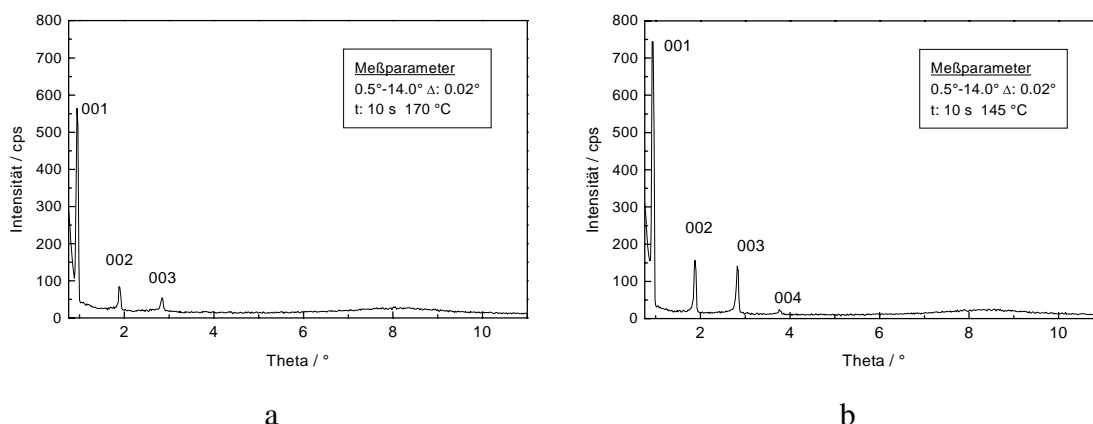 800
700
600
500
400
300
200
100
0
Intensität / cps
001
002
003
Meßparameter
0.5°-14.0° Δ: 0.02°
t: 10 s 170 °C
2 4 6 8 10
Theta / °
a
800
700
600
500
400
300
200
100
0
Intensität / cps
001
002
003
004
Meßparameter
0.5°-14.0° Δ: 0.02°
t: 10 s 145 °C
2 4 6 8 10
Theta / °
b